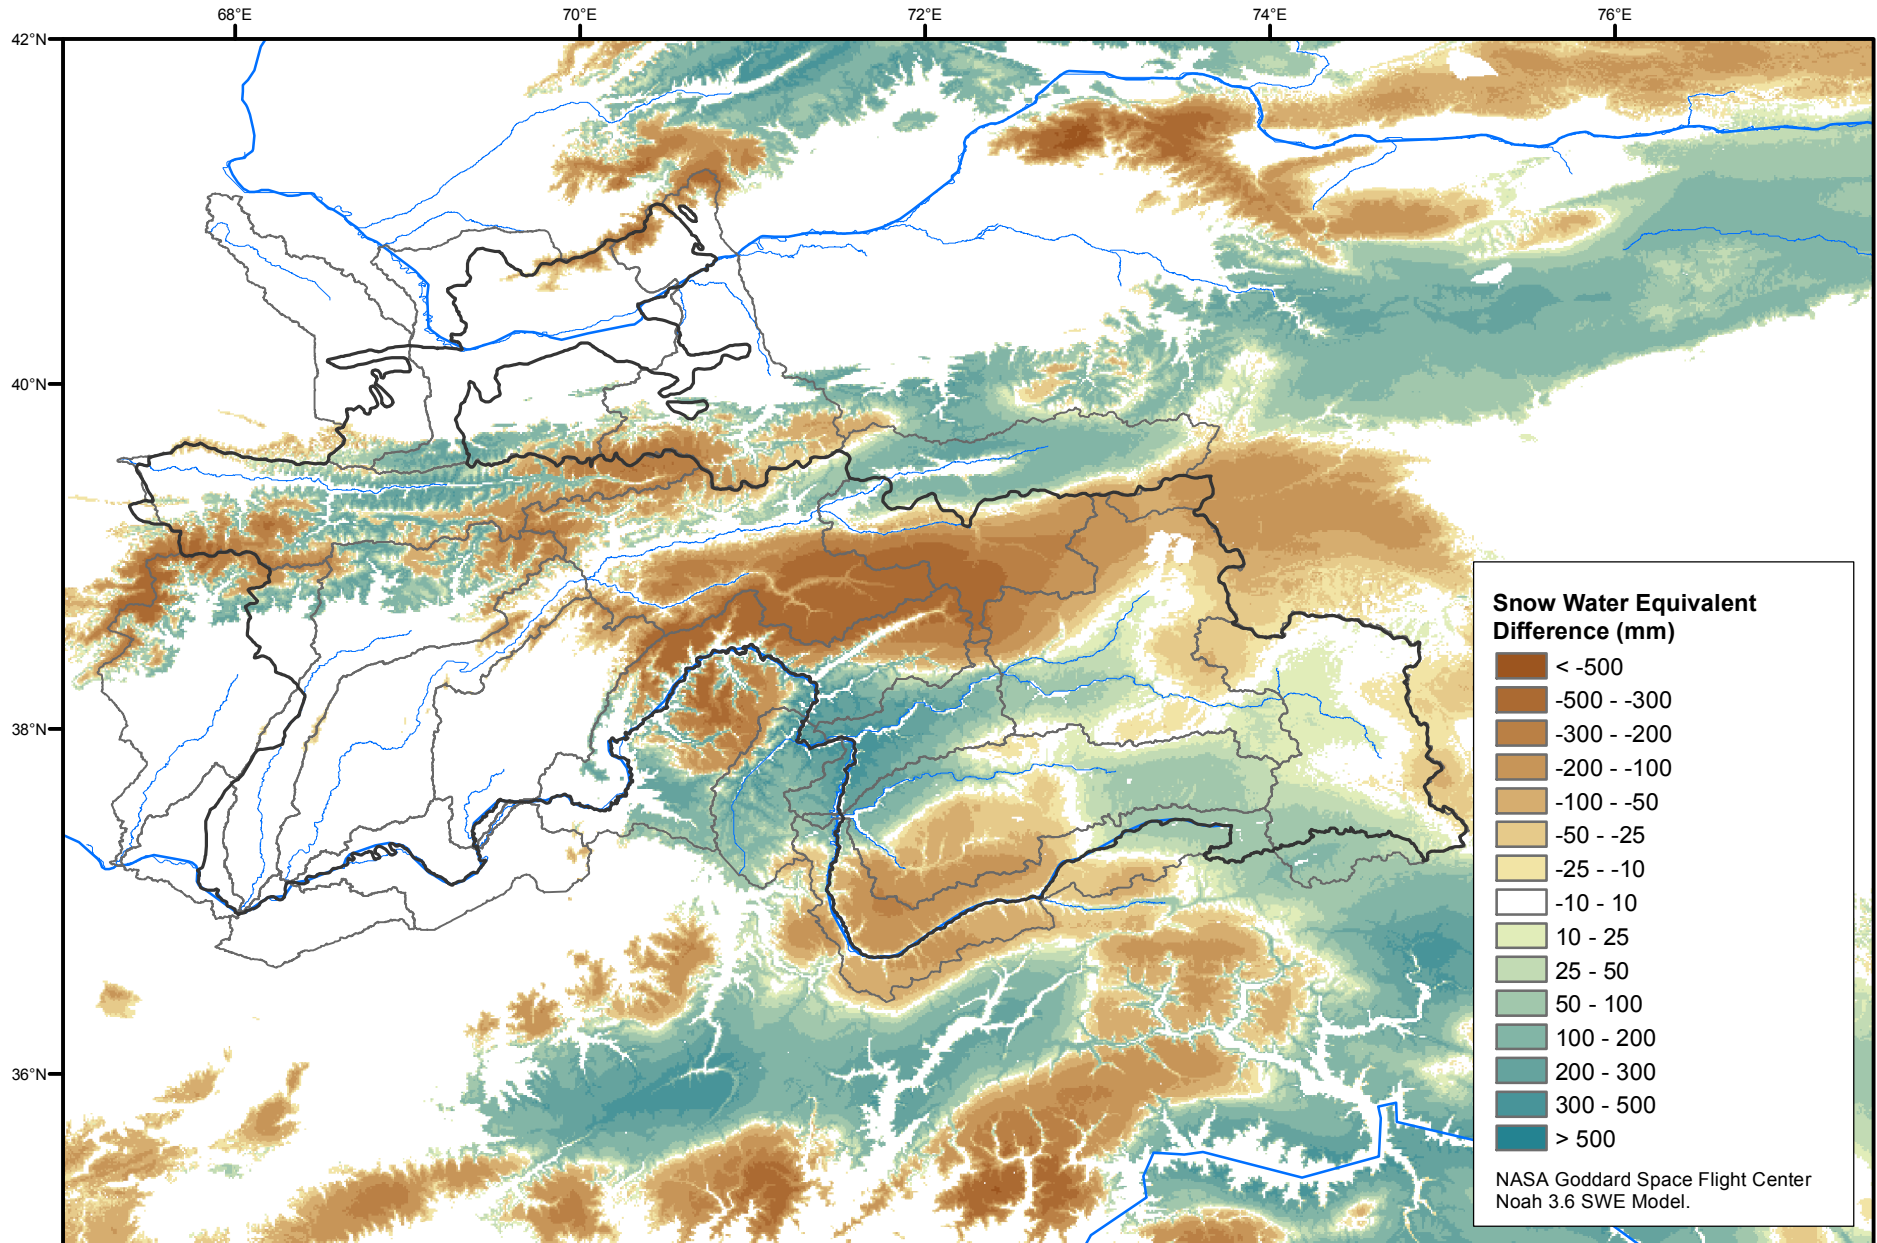 68°E 70°E 72°E 74°E 76°E
42°N
40°N
38°N
36°N
Snow Water Equivalent
Difference (mm)
< -500
-500 - -300
-300 - -200
-200 - -100
-100 - -50
-50 - -25
-25 - -10
-10 - 10
10 - 25
25 - 50
50 - 100
100 - 200
200 - 300
300 - 500
> 500
NASA Goddard Space Flight Center
Noah 3.6 SWE Model.